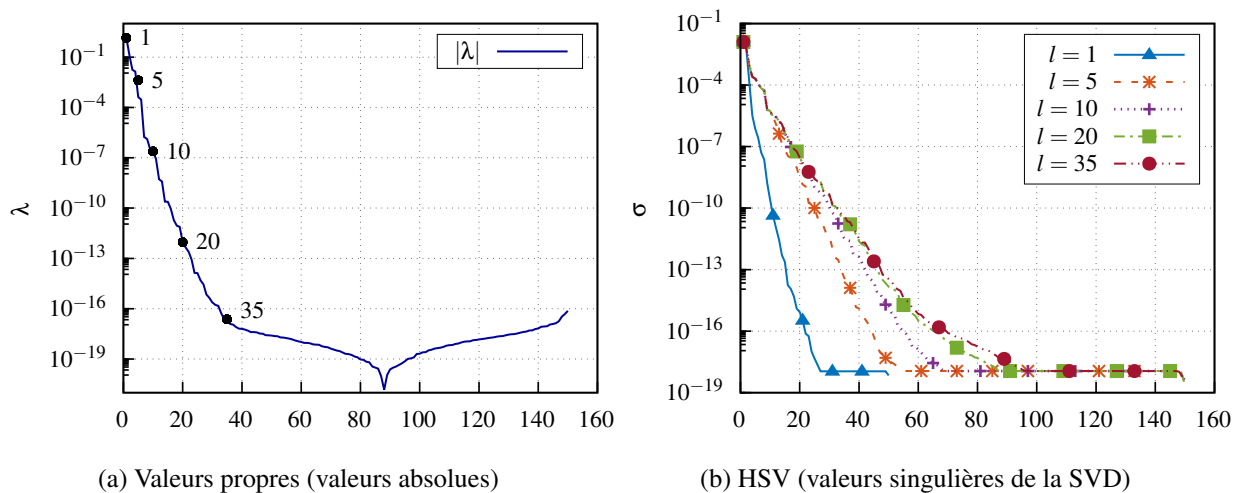 10⁻¹
10⁻⁴
10⁻⁷
10⁻¹⁰
10⁻¹³
10⁻¹⁶
10⁻¹⁹
λ
0 20 40 60 80 100 120 140 160
1
5
10
20
35
|λ|
(a) Valeurs propres (valeurs absolues)
10⁻¹
10⁻⁴
10⁻⁷
10⁻¹⁰
10⁻¹³
10⁻¹⁶
10⁻¹⁹
σ
0 20 40 60 80 100 120 140 160
l = 1
l = 5
l = 10
l = 20
l = 35
(b) HSV (valeurs singulières de la SVD)